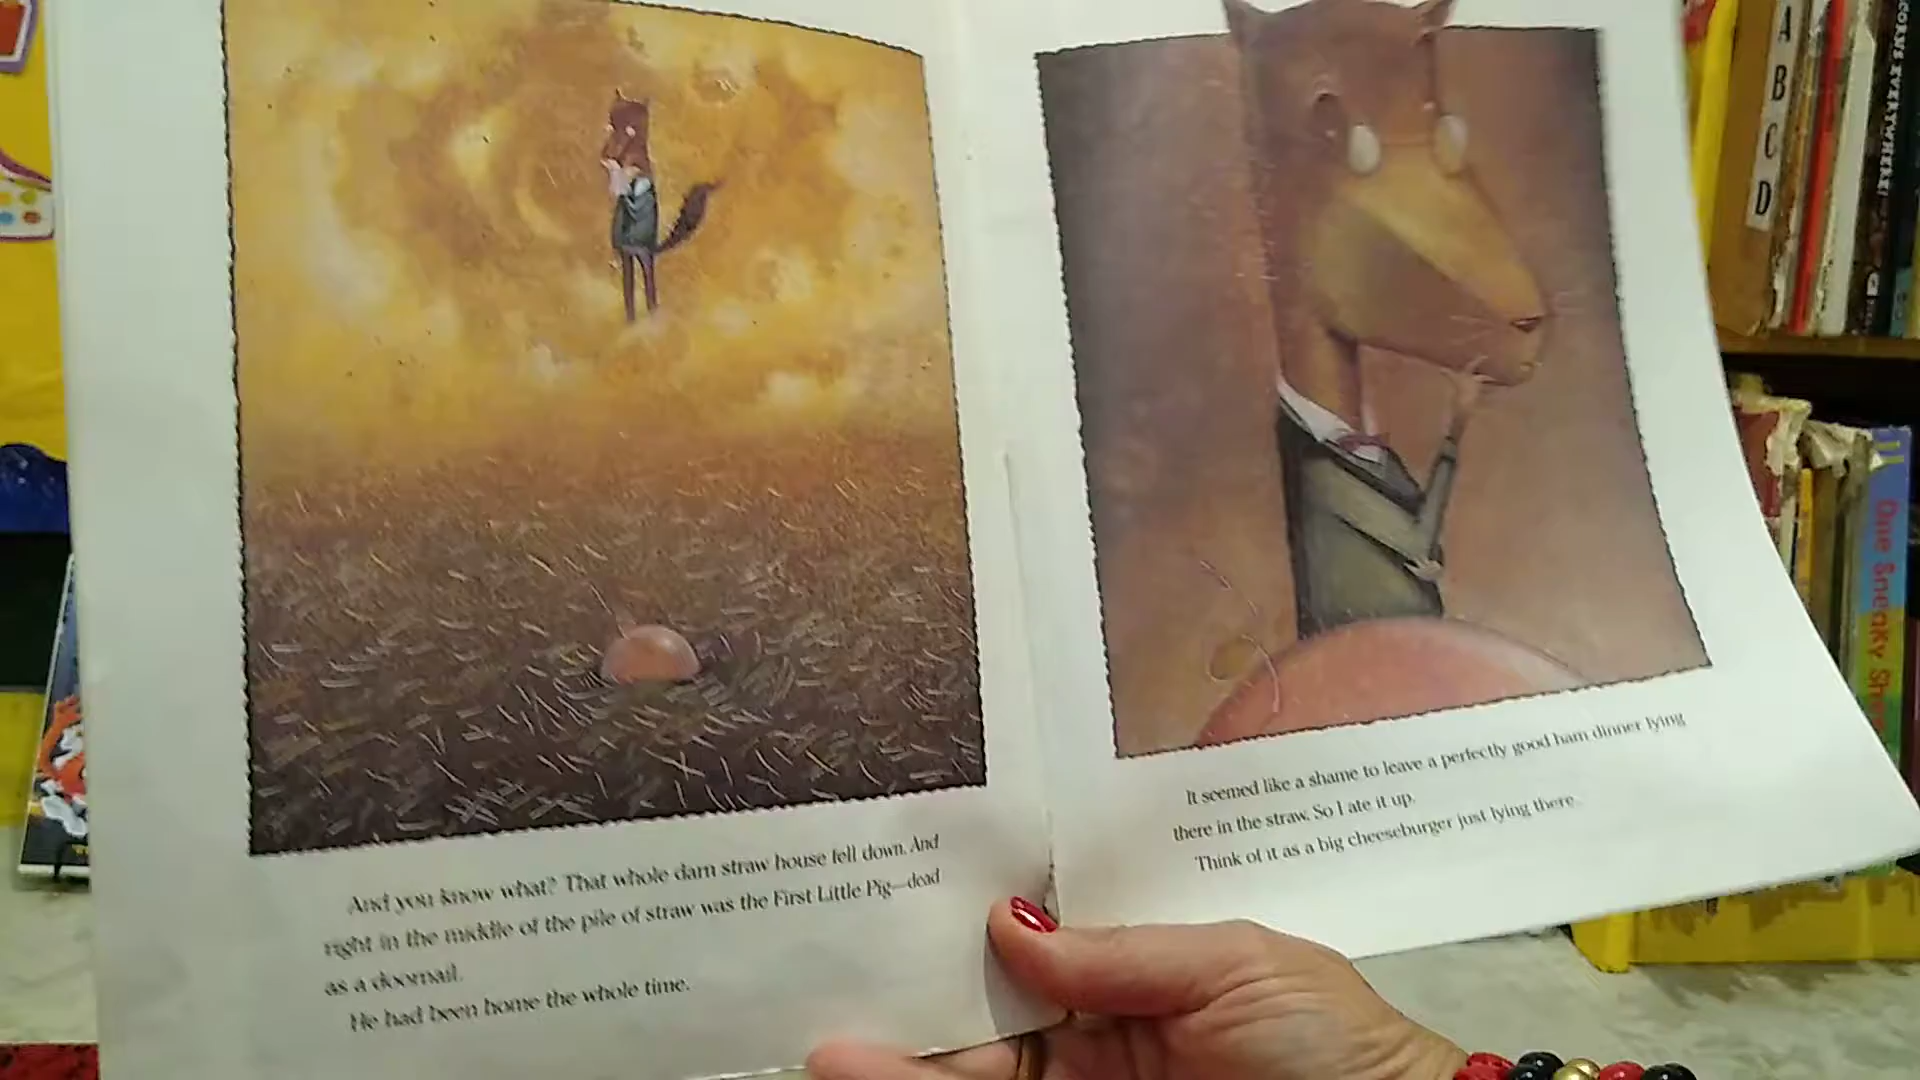 And you know what? That whole darn straw house fell down. And
right in the middle of the pile of straw was the First Little Pig—dead
as a doornail.
He had been home the whole time.
It seemed like a shame to leave a perfectly good ham dinner lying
there in the straw. So I ate it up.
Think of it as a big cheeseburger just lying there.
A
B
C
D
EVERYWHERE!
One Sneaky